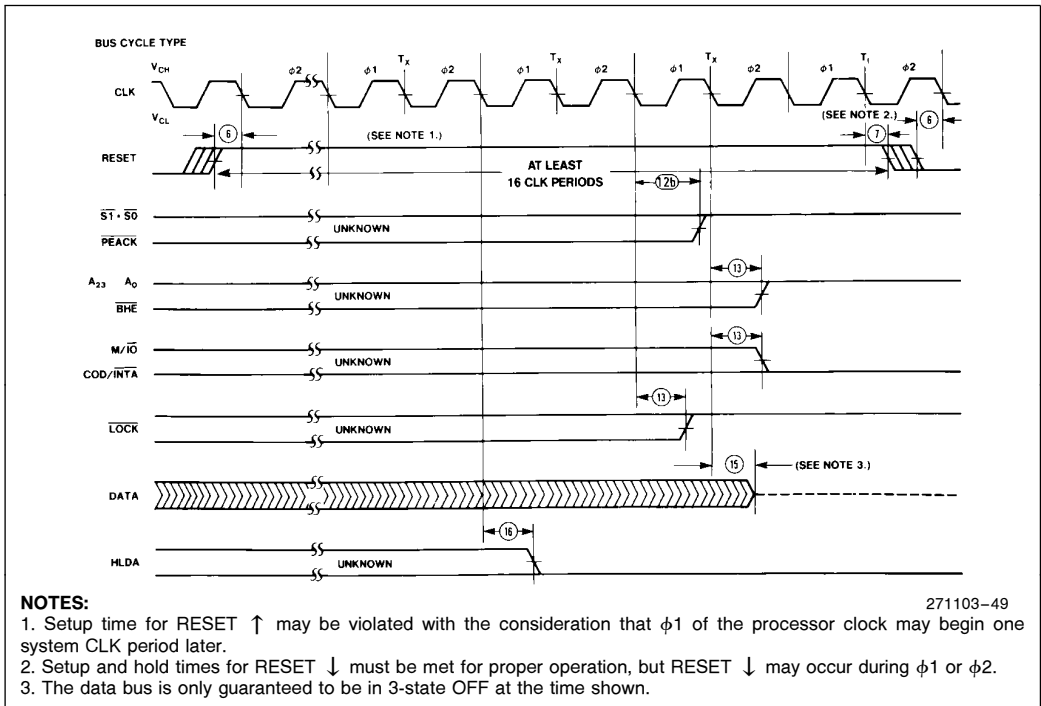 BUS CYCLE TYPE
VCH φ2 φ1 TX φ2 φ1 TX φ2 φ1 TX φ2 φ1 T1 φ2
CLK
VCL
6 (SEE NOTE 1.) (SEE NOTE 2.) 7 6
RESET
AT LEAST
16 CLK PERIODS
12b
S1 • S0
UNKNOWN
PEACK
13
A23 A0
UNKNOWN
BHE
13
M/IO
UNKNOWN
COD/INTA
13
LOCK UNKNOWN
15 (SEE NOTE 3.)
DATA
16
HLDA UNKNOWN
NOTES: 271103–49
1. Setup time for RESET ↑ may be violated with the consideration that φ1 of the processor clock may begin one
system CLK period later.
2. Setup and hold times for RESET ↓ must be met for proper operation, but RESET ↓ may occur during φ1 or φ2.
3. The data bus is only guaranteed to be in 3-state OFF at the time shown.